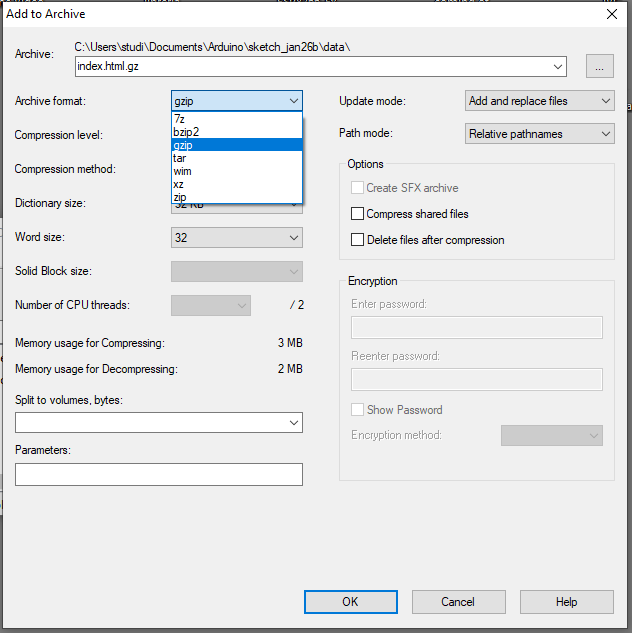 Add to Archive
Archive:
C:\Users\studi\Documents\Arduino\sketch_jan26b\data\
index.html.gz
...
Archive format:
gzip
7z
bzip2
gzip
tar
wim
xz
zip
Compression level:
Compression method:
Dictionary size:
32 KB
Word size:
32
Solid Block size:
Number of CPU threads:
/ 2
Memory usage for Compressing:
3 MB
Memory usage for Decompressing:
2 MB
Split to volumes, bytes:
Parameters:
Update mode:
Add and replace files
Path mode:
Relative pathnames
Options
Create SFX archive
Compress shared files
Delete files after compression
Encryption
Enter password:
Reenter password:
Show Password
Encryption method:
OK
Cancel
Help